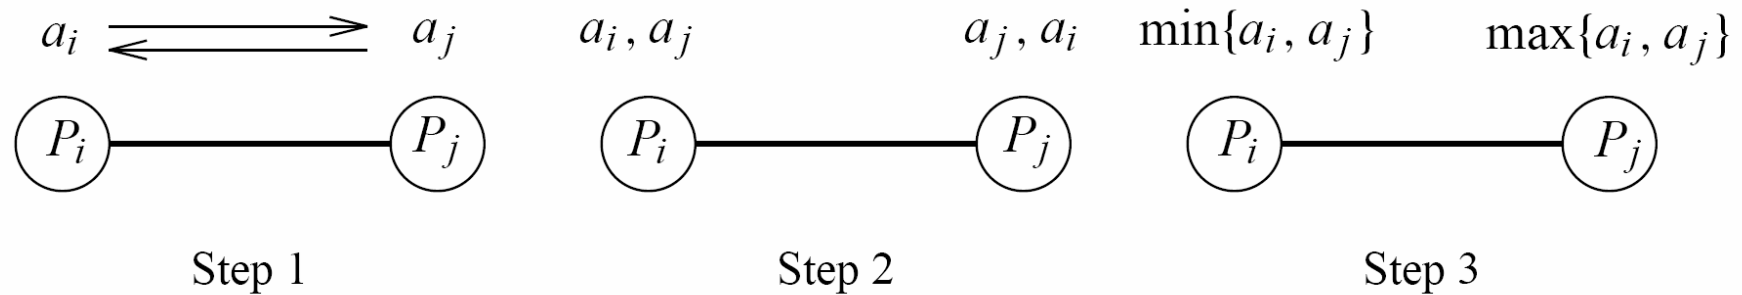 a_i a_j a_i, a_j a_j, a_i min{a_i, a_j} max{a_i, a_j}
P_i P_j P_i P_j P_i P_j
Step 1 Step 2 Step 3